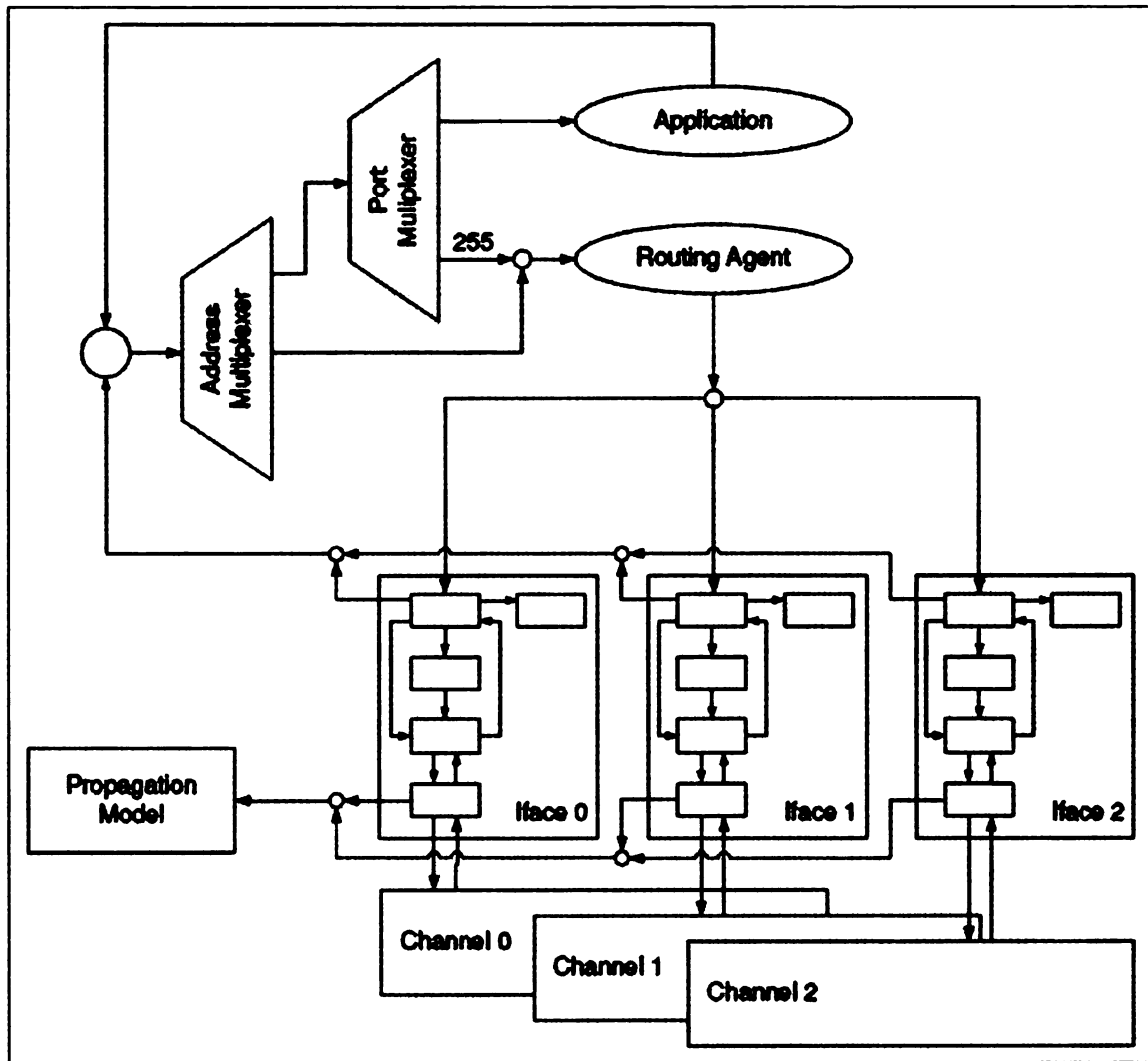 Application
Port
Muliplexer
255
Routing Agent
Address
Multiplexer
Propagation
Model
Iface 0
Iface 1
Iface 2
Channel 0
Channel 1
Channel 2